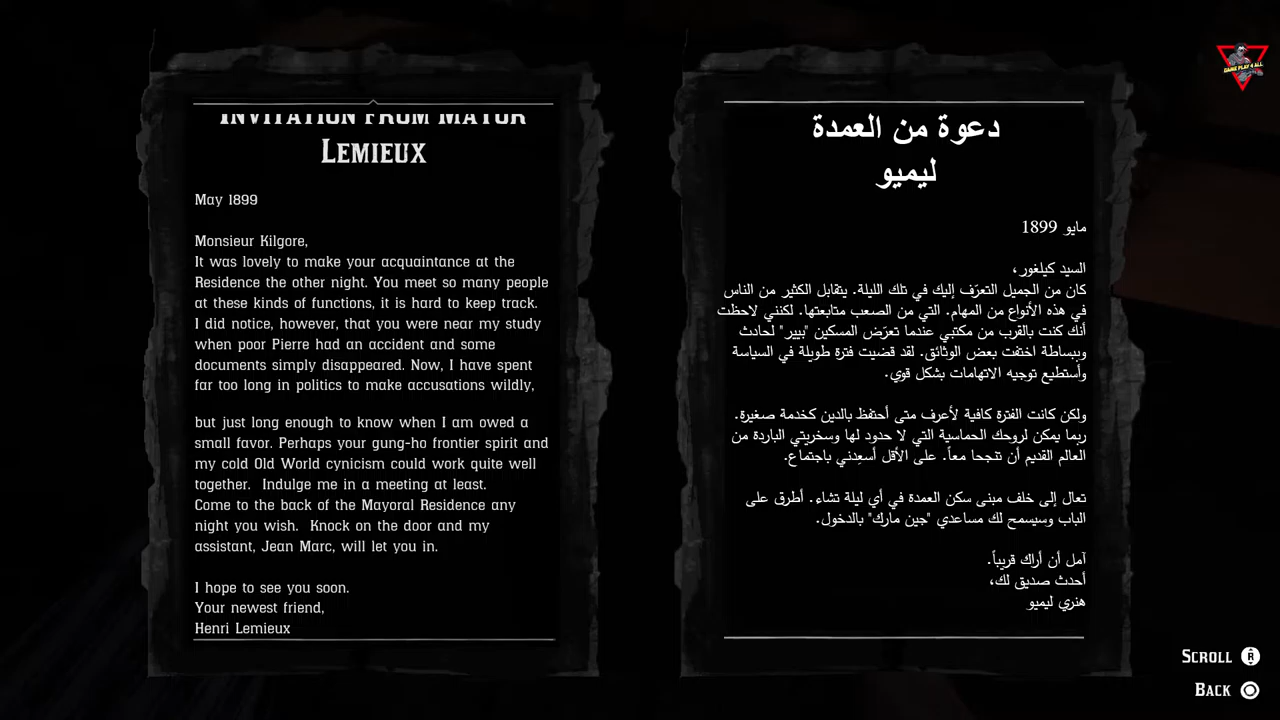 INVITATION FROM MAYOR
LEMIEUX
May 1899
Monsieur Kilgore,
It was lovely to make your acquaintance at the
Residence the other night. You meet so many people
at these kinds of functions, it is hard to keep track.
I did notice, however, that you were near my study
when poor Pierre had an accident and some
documents simply disappeared. Now, I have spent
far too long in politics to make accusations wildly,
but just long enough to know when I am owed a
small favor. Perhaps your gung-ho frontier spirit and
my cold Old World cynicism could work quite well
together. Indulge me in a meeting at least.
Come to the back of the Mayoral Residence any
night you wish. Knock on the door and my
assistant, Jean Marc, will let you in.
I hope to see you soon.
Your newest friend,
Henri Lemieux
دعوة من العمدة
ليميو
مايو 1899
السيد كيلغور،
كان من الجميل التعرّف إليك في تلك الليلة. يتقابل الكثير من الناس
في هذه الأنواع من المهام. التي من الصعب متابعتها. لكنني لاحظت
أنك كنت بالقرب من مكتبي عندما تعرّض المسكين "بيير" لحادث
وببساطة اختفت بعض الوثائق. لقد قضيت فترة طويلة في السياسة
وأستطيع توجيه الاتهامات بشكل قوي.
ولكن كانت الفترة كافية لأعرف متى أحتفظ بالدين كخدمة صغيرة.
ربما يمكن لروحك الحماسية التي لا حدود لها وسخريتي الباردة من
العالم القديم أن تنجحا معاً. على الأقل أسعِدني باجتماع.
تعال إلى خلف مبنى سكن العمدة في أي ليلة تشاء. أطرق على
الباب وسيسمح لك مساعدي "جين مارك" بالدخول.
آمل أن أراك قريباً.
أحدث صديق لك،
هنري ليميو
GAME PLAY 4 ALL
SCROLL R
BACK